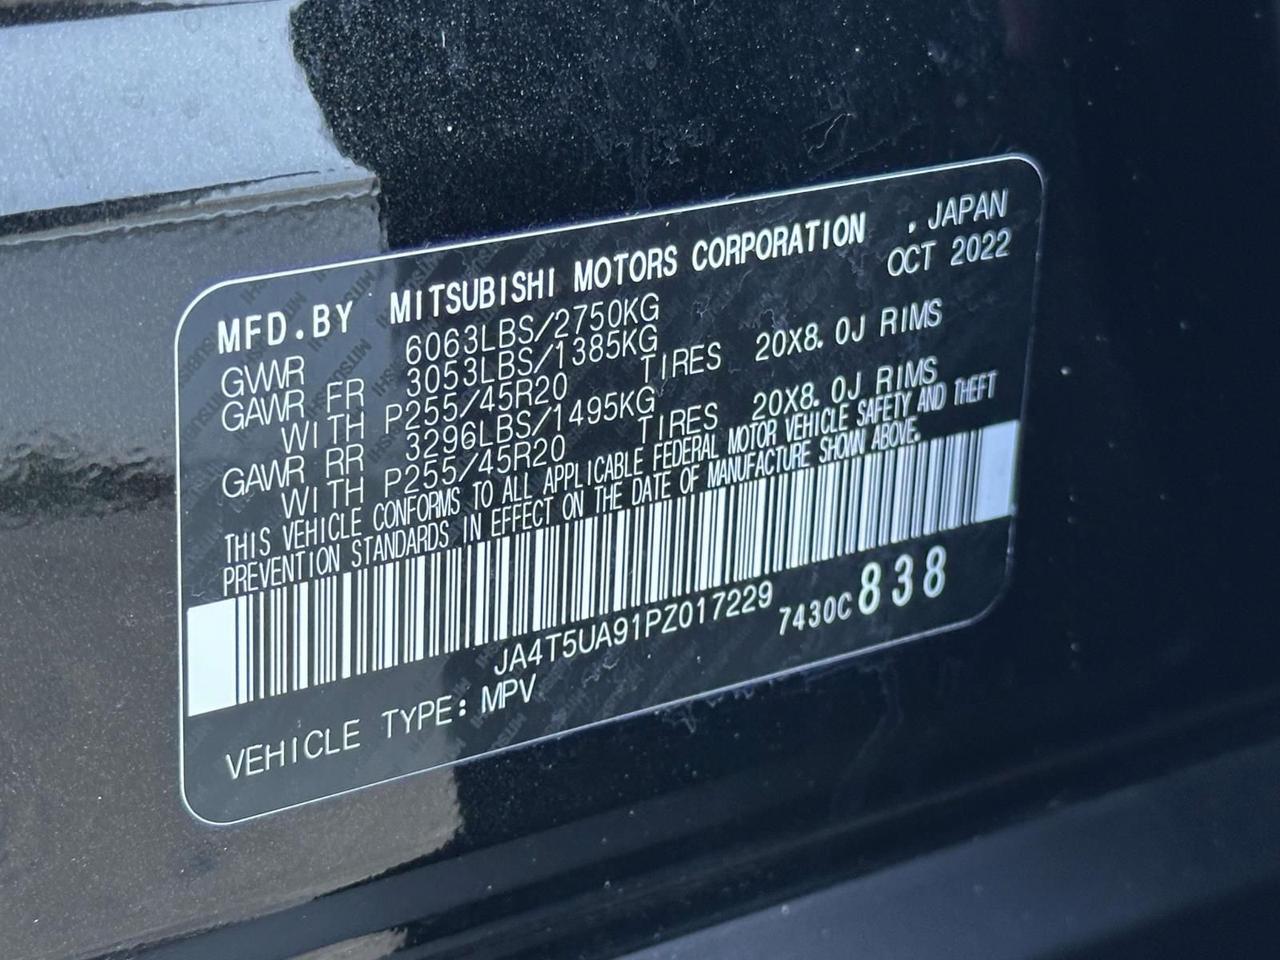 MFD.BY MITSUBISHI MOTORS CORPORATION , JAPAN
OCT 2022
GVWR 6063LBS/2750KG
GAWR FR 3053LBS/1385KG
WITH P255/45R20 TIRES 20X8.0J RIMS
GAWR RR 3296LBS/1495KG
WITH P255/45R20 TIRES 20X8.0J RIMS
THIS VEHICLE CONFORMS TO ALL APPLICABLE FEDERAL MOTOR VEHICLE SAFETY AND THEFT
PREVENTION STANDARDS IN EFFECT ON THE DATE OF MANUFACTURE SHOWN ABOVE.
JA4T5UA91PZ017229 7430C838
VEHICLE TYPE: MPV